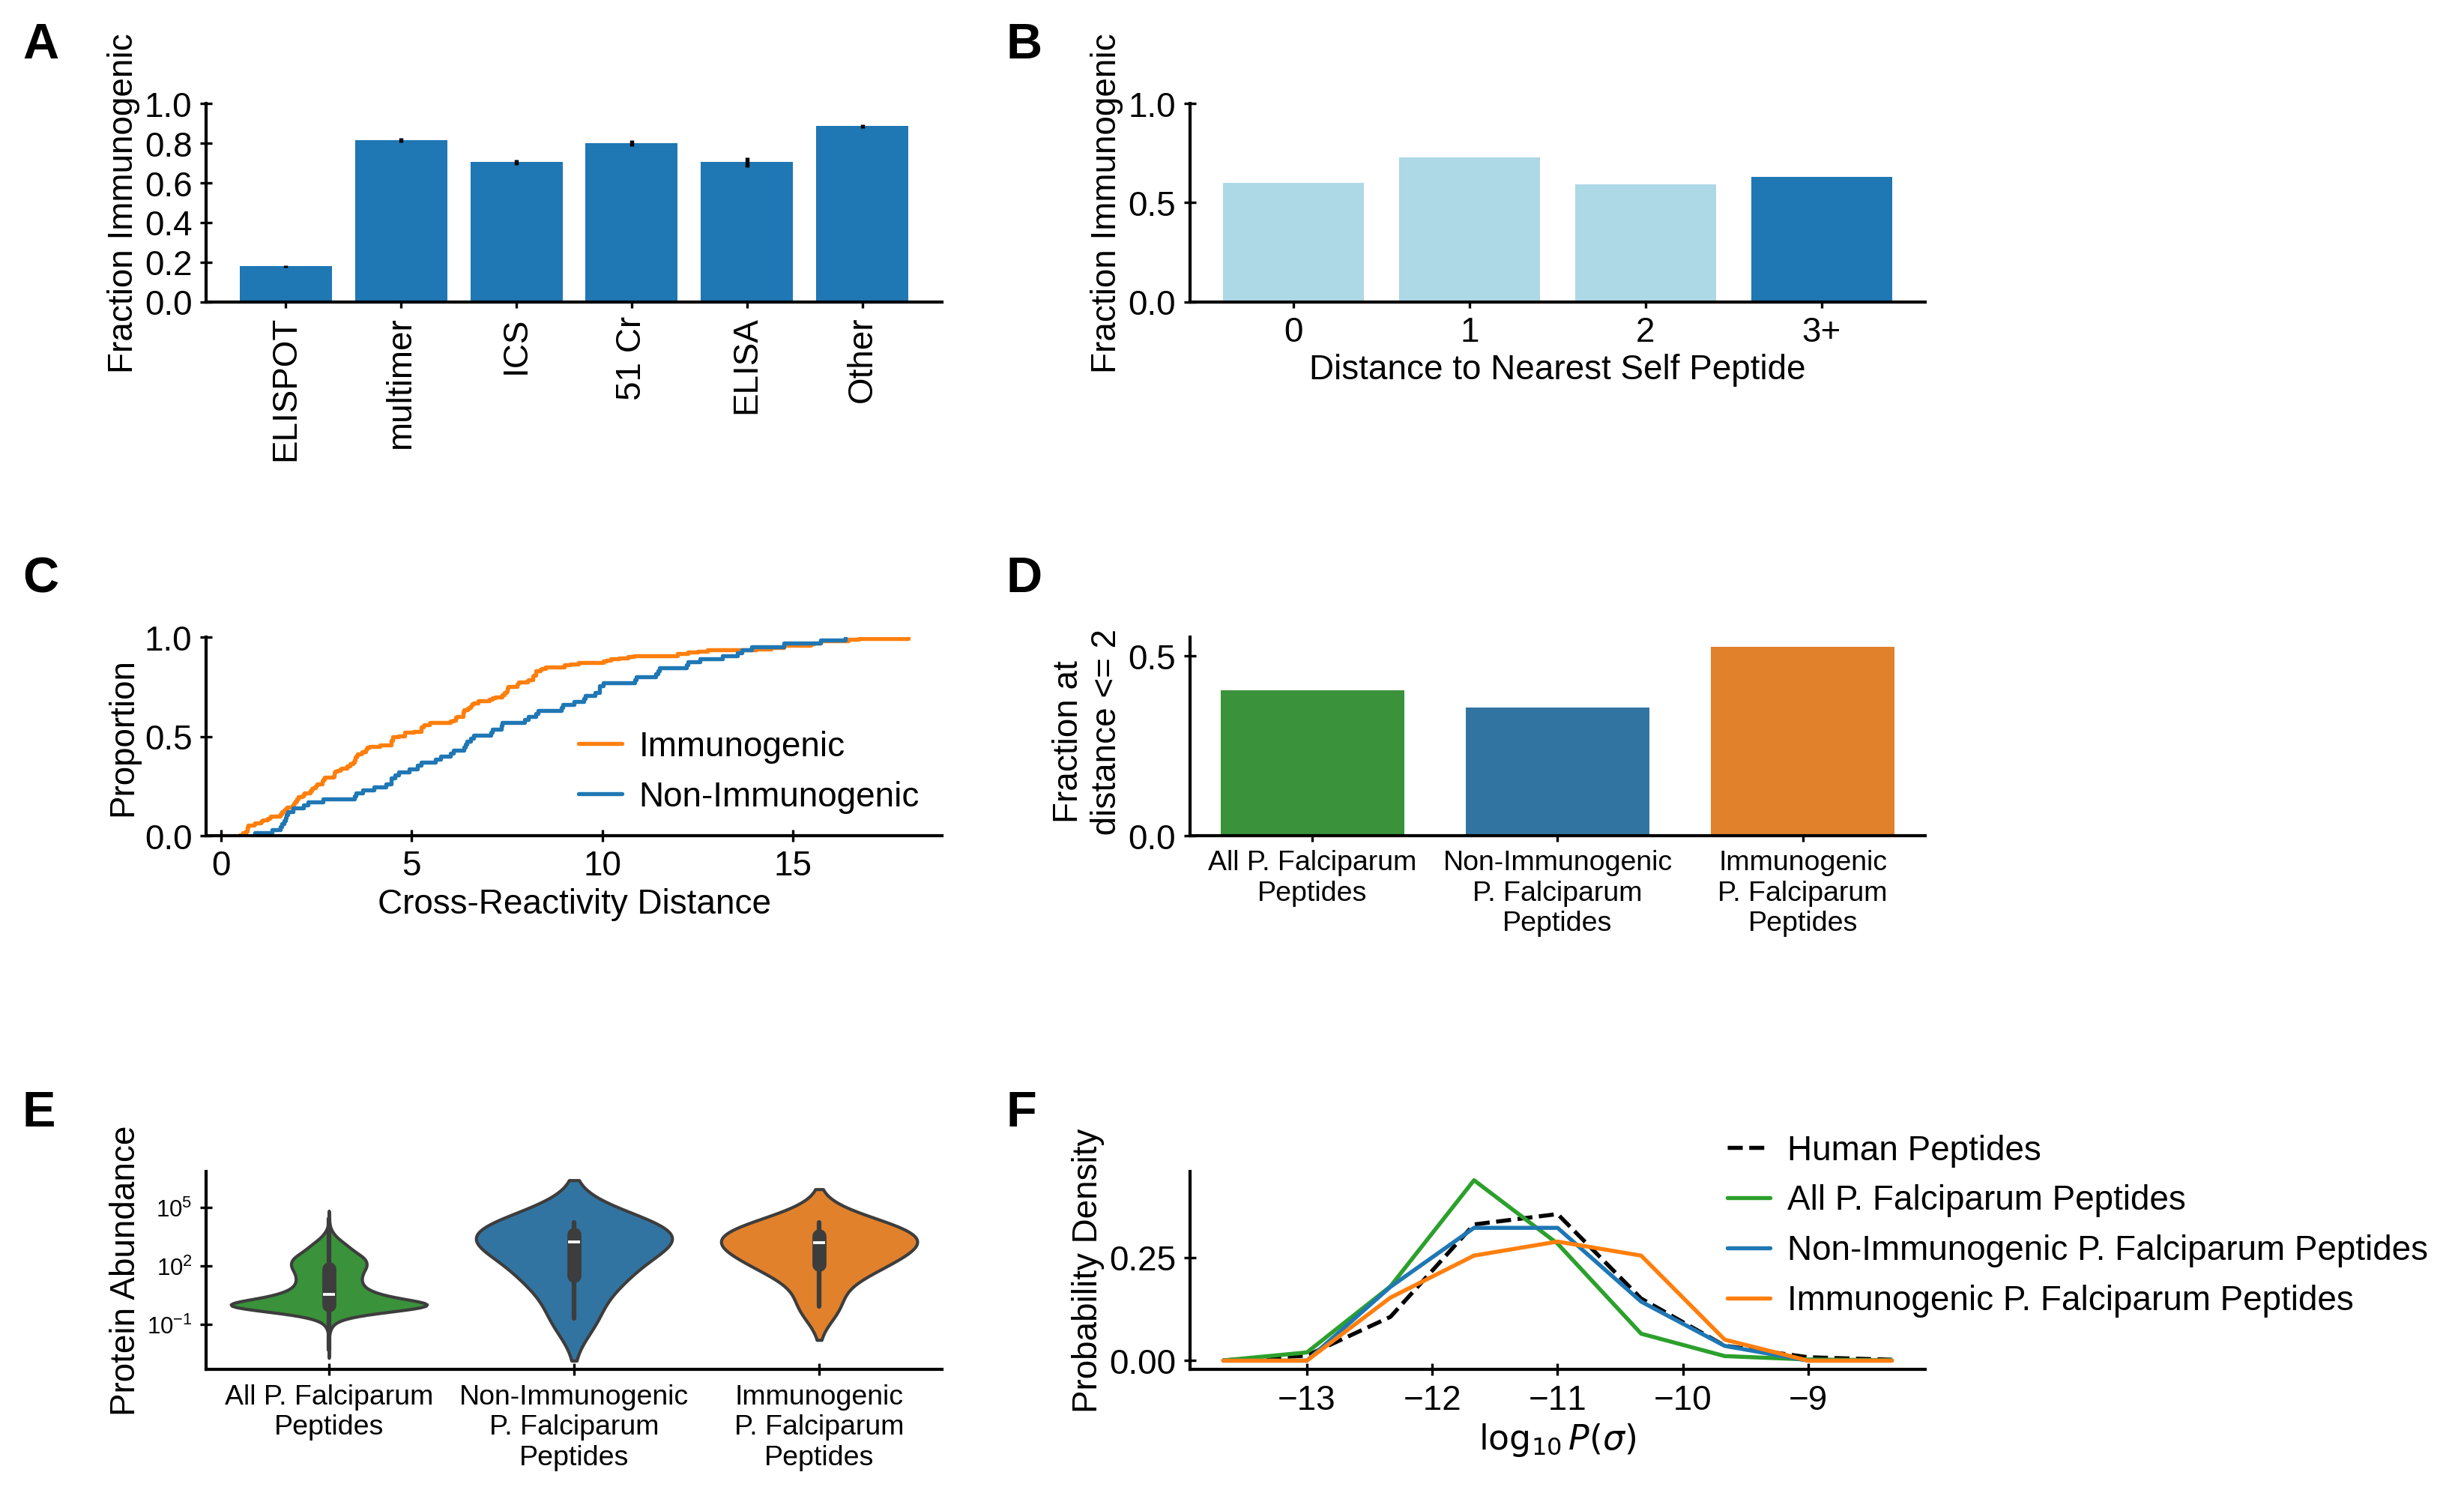 A
Fraction Immunogenic
1.0
0.8
0.6
0.4
0.2
0.0
ELISPOT
multimer
ICS
51 Cr
ELISA
Other
B
Fraction Immunogenic
1.0
0.5
0.0
0 1 2 3+
Distance to Nearest Self Peptide
C
Proportion
1.0
0.5
0.0
Immunogenic
Non-Immunogenic
0 5 10 15
Cross-Reactivity Distance
D
Fraction at
distance <= 2
0.5
0.0
All P. Falciparum
Peptides
Non-Immunogenic
P. Falciparum
Peptides
Immunogenic
P. Falciparum
Peptides
E
Protein Abundance
10⁵
10²
10⁻¹
All P. Falciparum
Peptides
Non-Immunogenic
P. Falciparum
Peptides
Immunogenic
P. Falciparum
Peptides
F
Probability Density
0.25
0.00
Human Peptides
All P. Falciparum Peptides
Non-Immunogenic P. Falciparum Peptides
Immunogenic P. Falciparum Peptides
−13 −12 −11 −10 −9
log₁₀ P(σ)